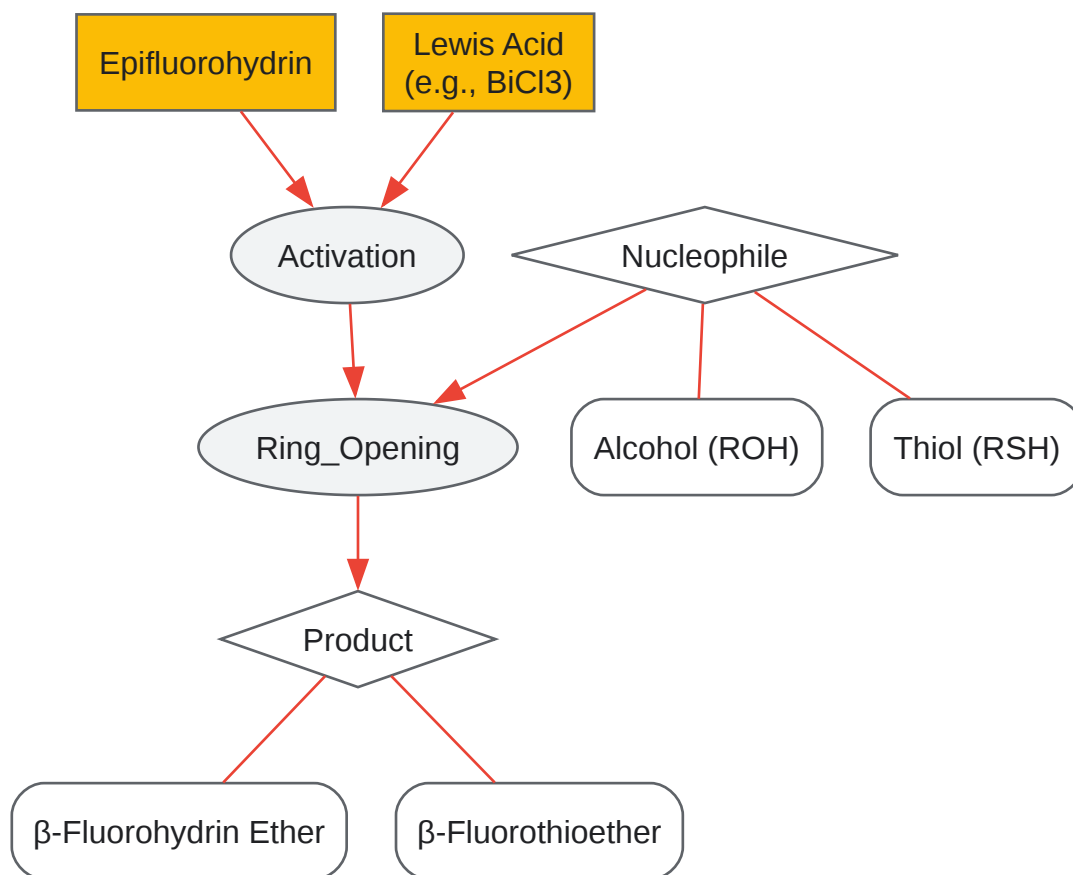 Epifluorohydrin
Lewis Acid
(e.g., BiCl3)
Activation
Nucleophile
Ring_Opening
Alcohol (ROH)
Thiol (RSH)
Product
β-Fluorohydrin Ether
β-Fluorothioether